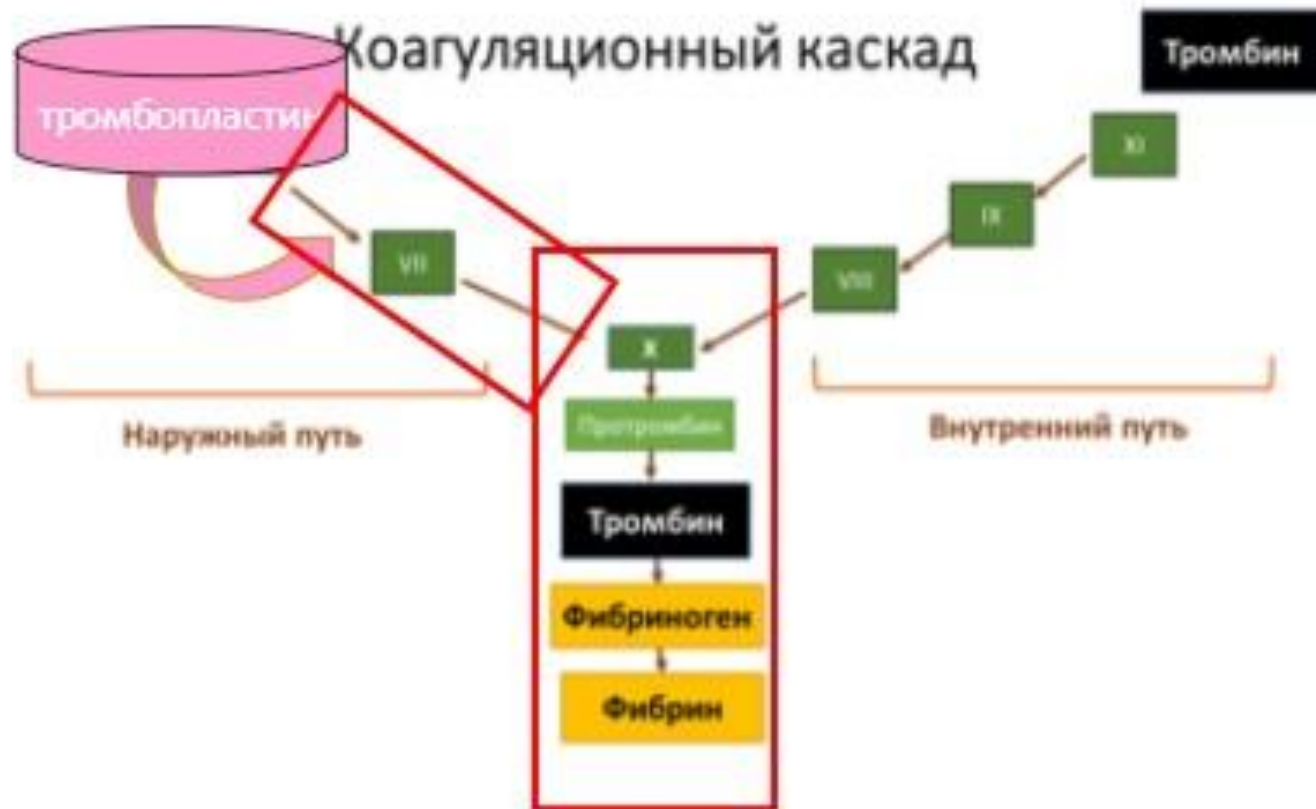 Коагуляционный каскад
Тромбин
тромбопластин
XI
IX
VII
VIII
X
Наружный путь
Протромбин
Внутренний путь
Тромбин
Фибриноген
Фибрин